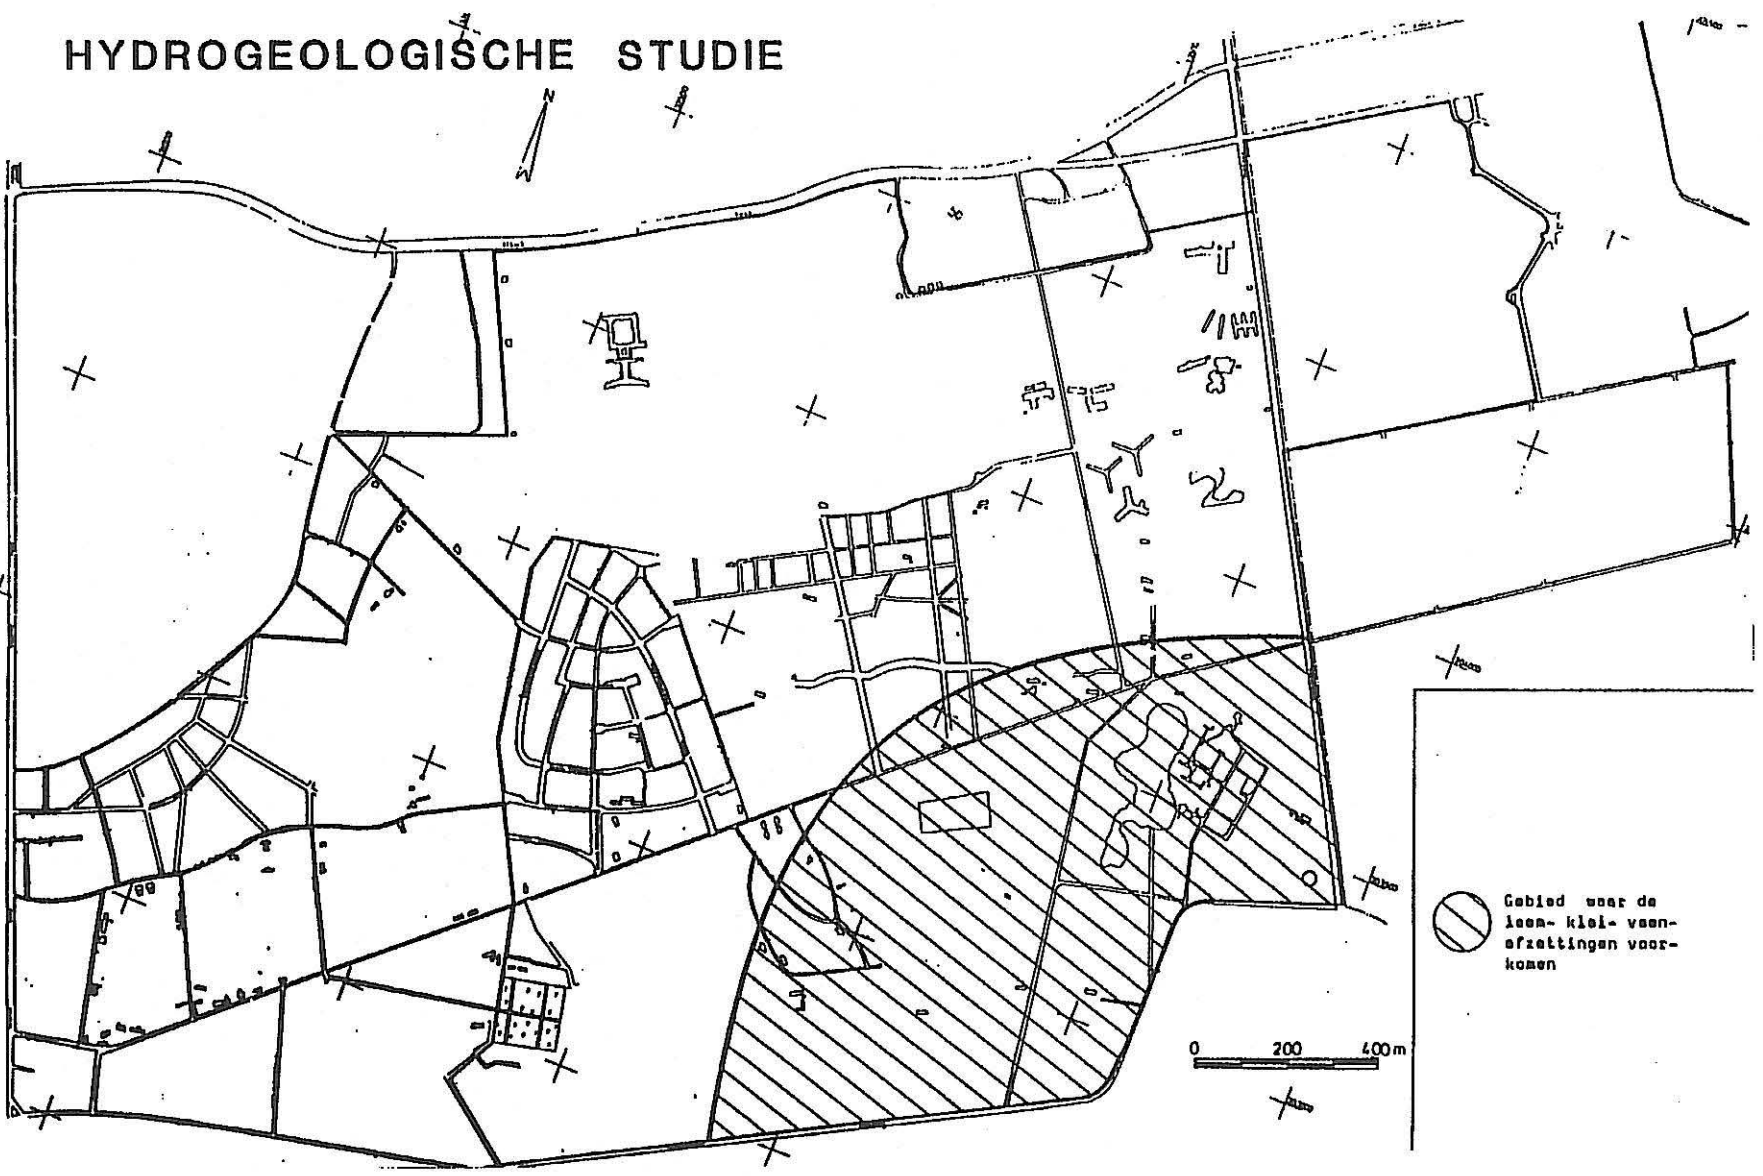 HYDROGEOLOGISCHE STUDIE
N
Gebied waar de
leem- klei- veen-
afzettingen voor-
komen
0 200 400m